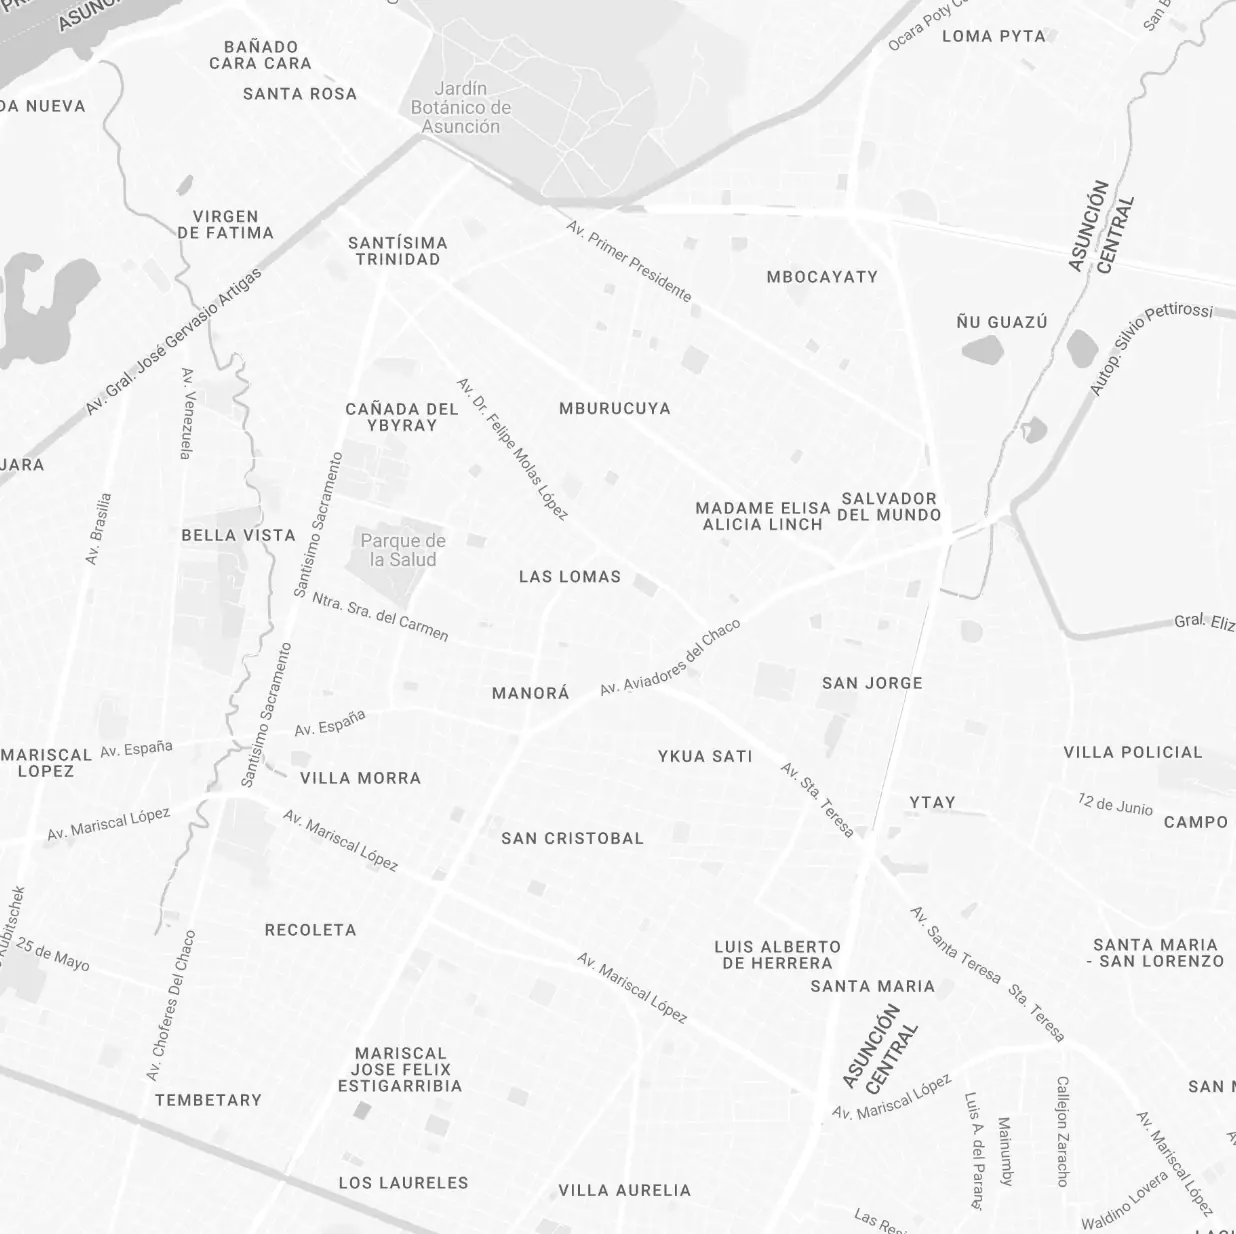 ASUNC
BAÑADO
CARA CARA
SANTA ROSA
DA NUEVA
Jardín
Botánico de
Asunción
Ocara Poty C
LOMA PYTA
San B
VIRGEN
DE FATIMA
SANTÍSIMA
TRINIDAD
Av. Primer Presidente
MBOCAYATY
ASUNCIÓN
CENTRAL
ÑU GUAZÚ
Autop. Silvio Pettirossi
Av. Gral. José Gervasio Artigas
Av. Venezuela
CAÑADA DEL
YBYRAY
Av. Dr. Felipe Molas López
MBURUCUYA
JARA
Av. Brasilia
Santisimo Sacramento
BELLA VISTA
Parque de
la Salud
MADAME ELISA
ALICIA LINCH
SALVADOR
DEL MUNDO
LAS LOMAS
Ntra. Sra. del Carmen
Gral. Eliz
Av. Aviadores del Chaco
MANORÁ
SAN JORGE
Santisimo Sacramento
Av. España
Av. España
MARISCAL
LOPEZ
VILLA MORRA
YKUA SATI
Av. Sta. Teresa
VILLA POLICIAL
YTAY
12 de Junio
CAMPO
Av. Mariscal López
Av. Mariscal López
SAN CRISTOBAL
Kubitschek
25 de Mayo
RECOLETA
Av. Choferes Del Chaco
Av. Mariscal López
LUIS ALBERTO
DE HERRERA
SANTA MARIA
Av. Santa Teresa
Sta. Teresa
SANTA MARIA
- SAN LORENZO
ASUNCIÓN
CENTRAL
MARISCAL
JOSE FELIX
ESTIGARRIBIA
TEMBETARY
Av. Mariscal López
Luis A. del Paraná
Mainumby
Callejon Zaracho
SAN
Av. Mariscal López
LOS LAURELES
VILLA AURELIA
Las Res
Waldino Lovera